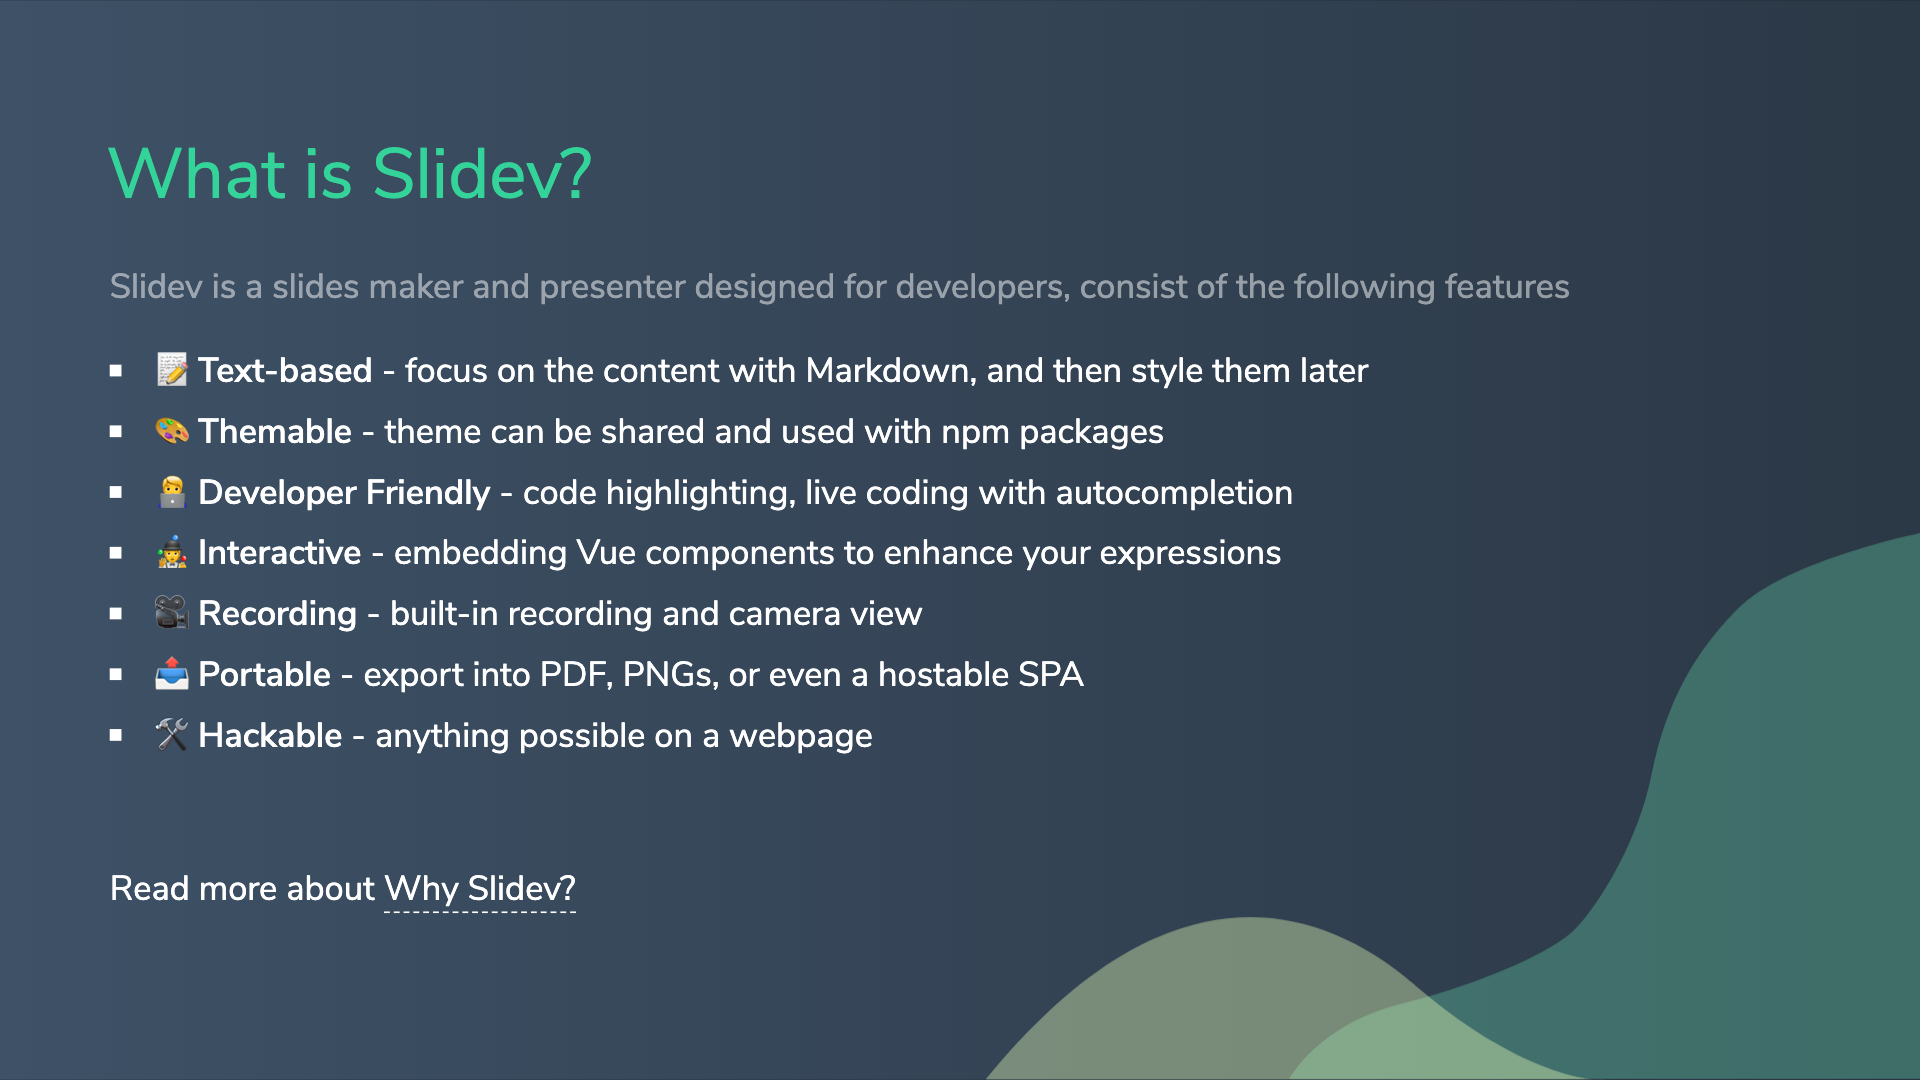 What is Slidev?
Slidev is a slides maker and presenter designed for developers, consist of the following features
📝 Text-based - focus on the content with Markdown, and then style them later
🎨 Themable - theme can be shared and used with npm packages
🧑‍💻 Developer Friendly - code highlighting, live coding with autocompletion
🤹 Interactive - embedding Vue components to enhance your expressions
🎥 Recording - built-in recording and camera view
📤 Portable - export into PDF, PNGs, or even a hostable SPA
🛠 Hackable - anything possible on a webpage
Read more about Why Slidev?